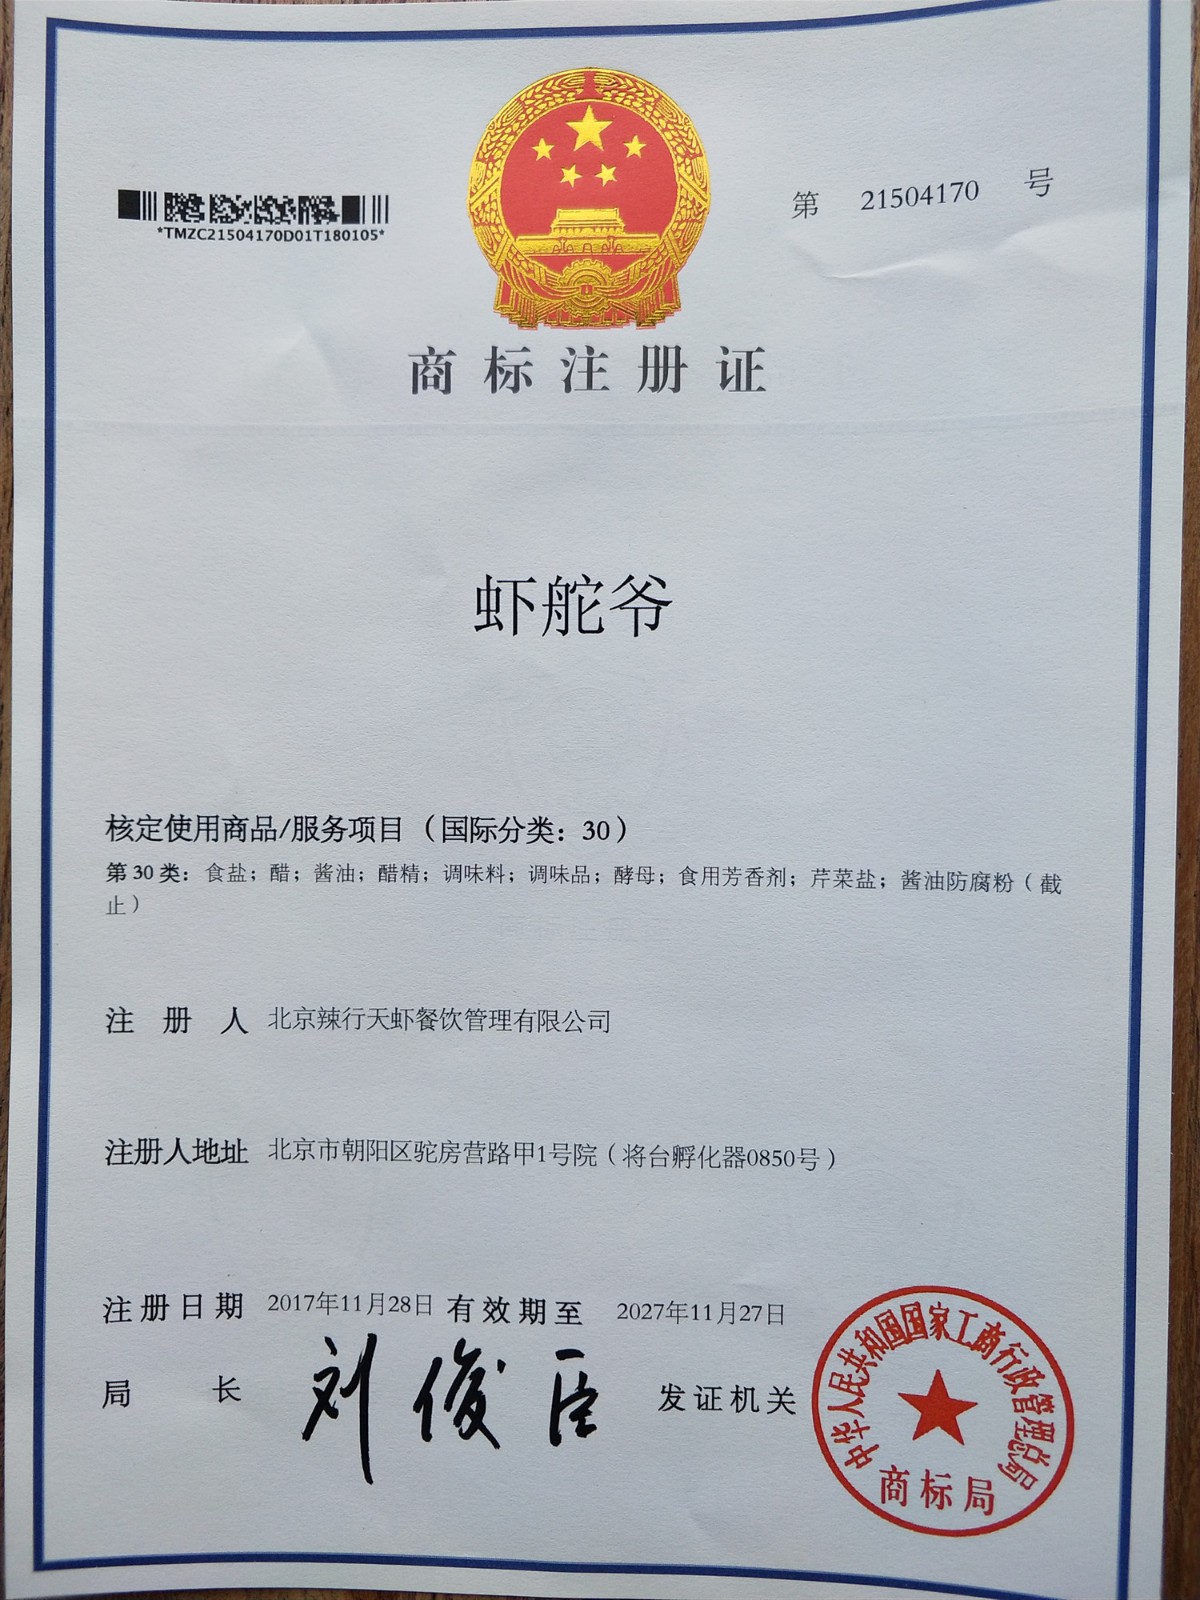 *TMZC21504170D01T180105*
第 21504170 号
商标注册证
虾舵爷
核定使用商品/服务项目（国际分类：30）
第 30 类：食盐；醋；酱油；醋精；调味料；调味品；酵母；食用芳香剂；芹菜盐；酱油防腐粉（截
止）
注册人 北京辣行天虾餐饮管理有限公司
注册人地址 北京市朝阳区驼房营路甲1号院（将台孵化器0850号）
注册日期 2017年11月28日 有效期至 2027年11月27日
局长 刘俊臣 发证机关
中华人民共和国国家工商行政管理总局
商标局